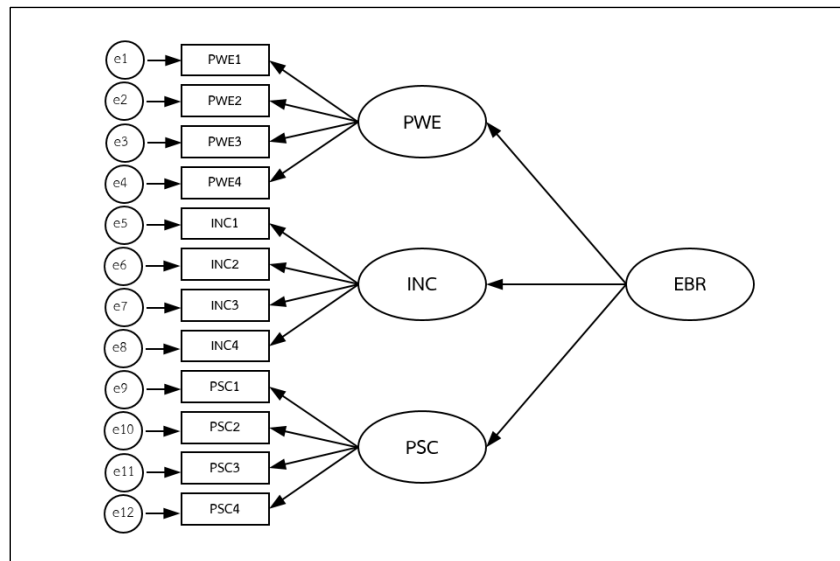 e1 PWE1
e2 PWE2
PWE
e3 PWE3
e4 PWE4
e5 INC1
e6 INC2
INC EBR
e7 INC3
e8 INC4
e9 PSC1
e10 PSC2
PSC
e11 PSC3
e12 PSC4